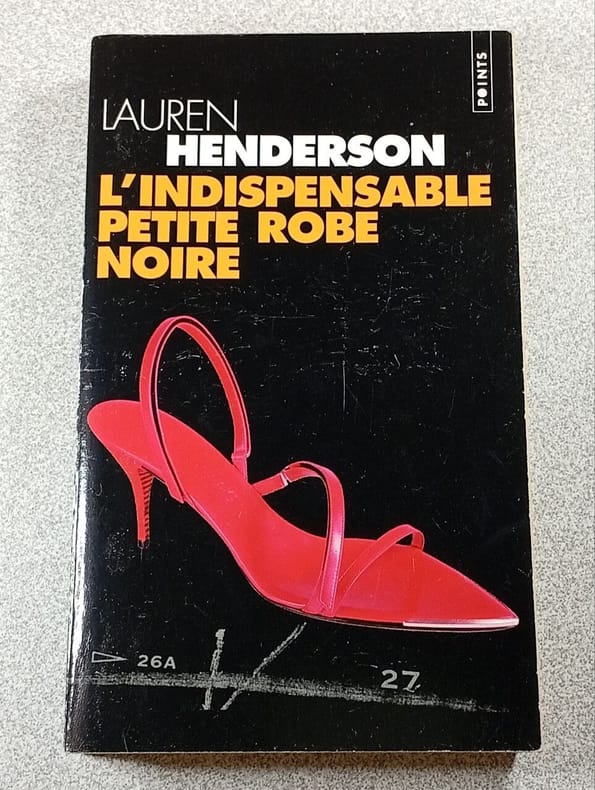 POINTS
LAUREN
HENDERSON
L'INDISPENSABLE
PETITE ROBE
NOIRE
26A
27